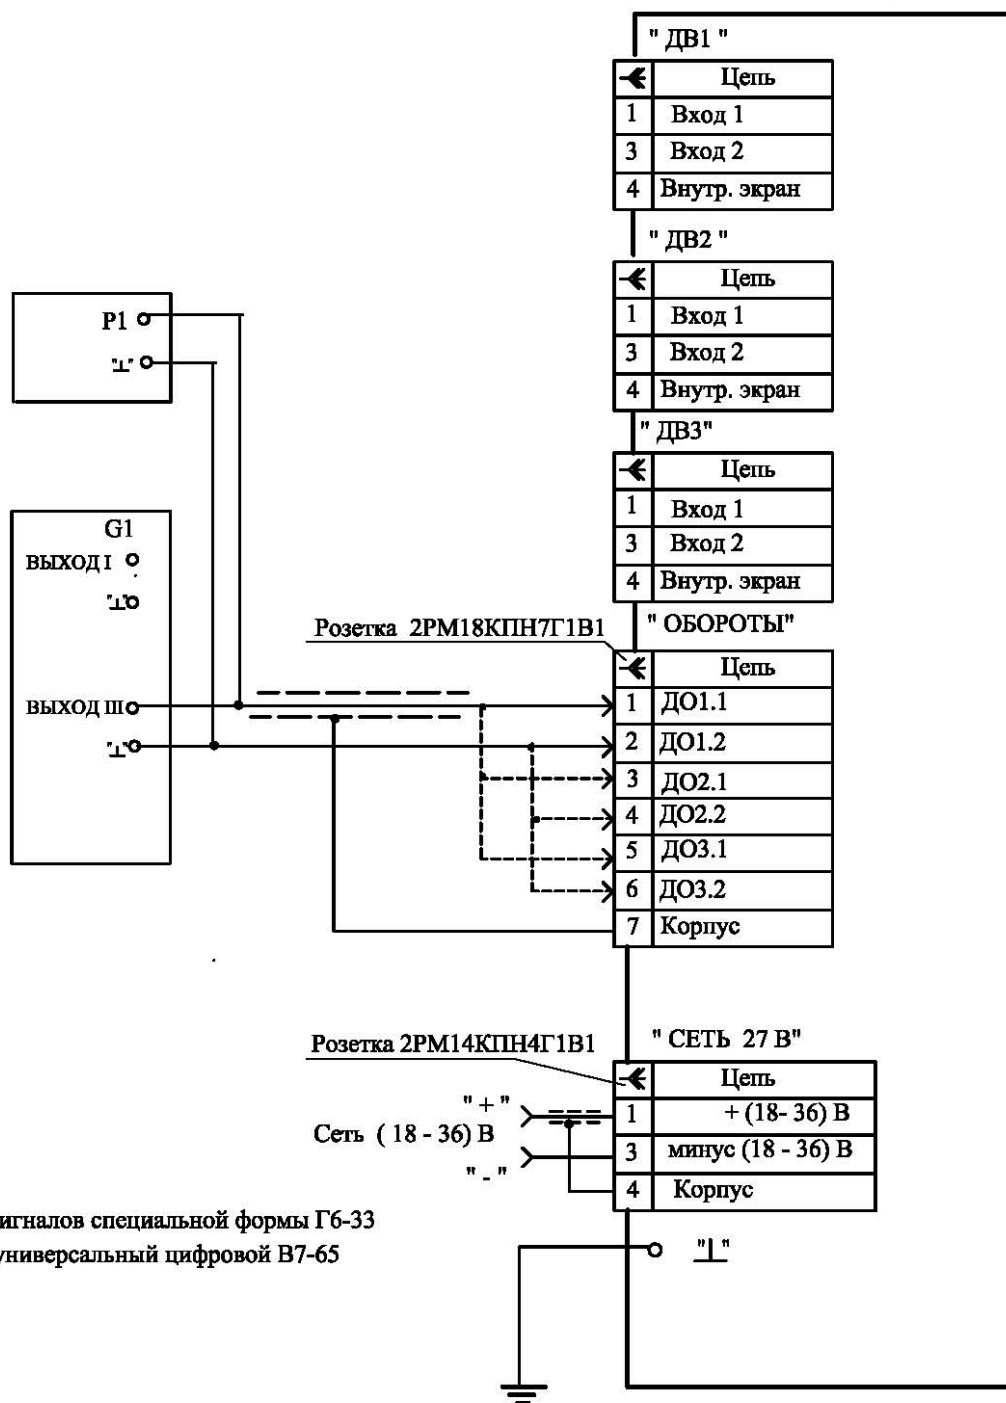 " ДВ1 "
Цепь
1 Вход 1
3 Вход 2
4 Внутр. экран
" ДВ2 "
Цепь
1 Вход 1
3 Вход 2
4 Внутр. экран
" ДВ3"
Цепь
1 Вход 1
3 Вход 2
4 Внутр. экран
P1
"⊥"
G1
ВЫХОД I
"⊥"
ВЫХОД III
"⊥"
Розетка 2РМ18КПН7Г1В1
" ОБОРОТЫ"
Цепь
1 ДО1.1
2 ДО1.2
3 ДО2.1
4 ДО2.2
5 ДО3.1
6 ДО3.2
7 Корпус
Розетка 2РМ14КПН4Г1В1
" СЕТЬ 27 В"
Цепь
" + "
Сеть ( 18 - 36) В
" - "
1 + (18- 36) В
3 минус (18 - 36) В
4 Корпус
"⊥"
игналов специальной формы Г6-33
универсальный цифровой В7-65